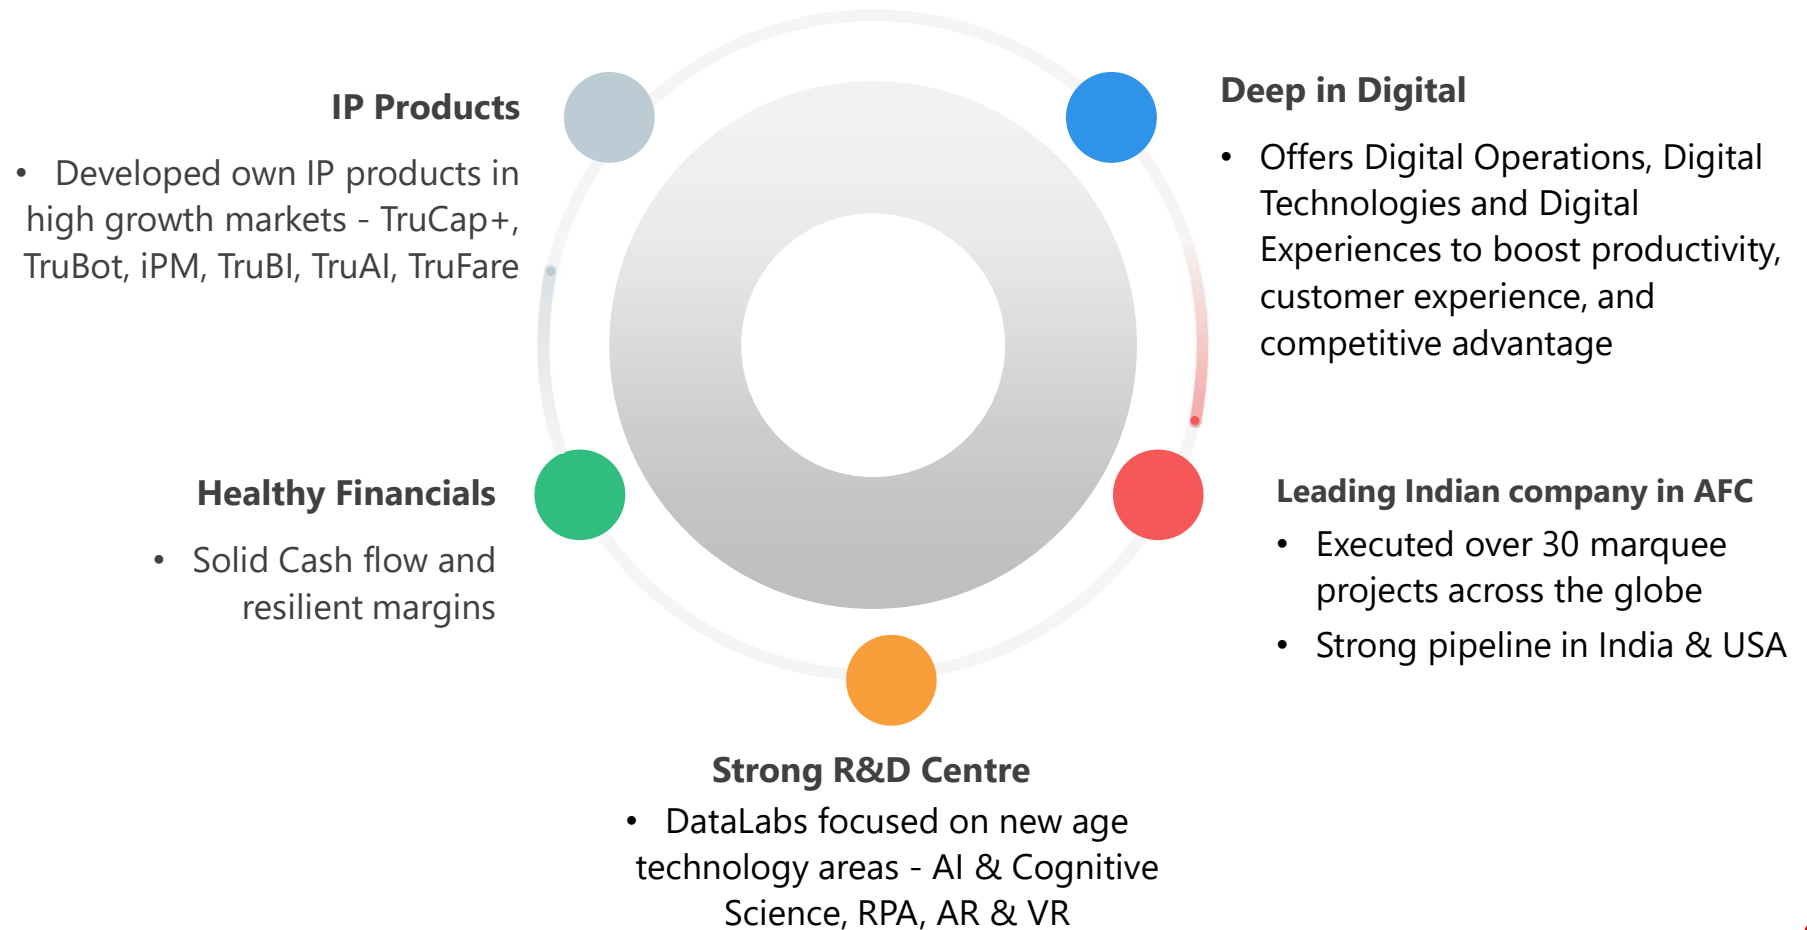 IP Products
• Developed own IP products in
high growth markets - TruCap+,
TruBot, iPM, TruBI, TruAI, TruFare
Deep in Digital
• Offers Digital Operations, Digital
Technologies and Digital
Experiences to boost productivity,
customer experience, and
competitive advantage
Healthy Financials
• Solid Cash flow and
resilient margins
Leading Indian company in AFC
• Executed over 30 marquee
projects across the globe
• Strong pipeline in India & USA
Strong R&D Centre
• DataLabs focused on new age
technology areas - AI & Cognitive
Science, RPA, AR & VR